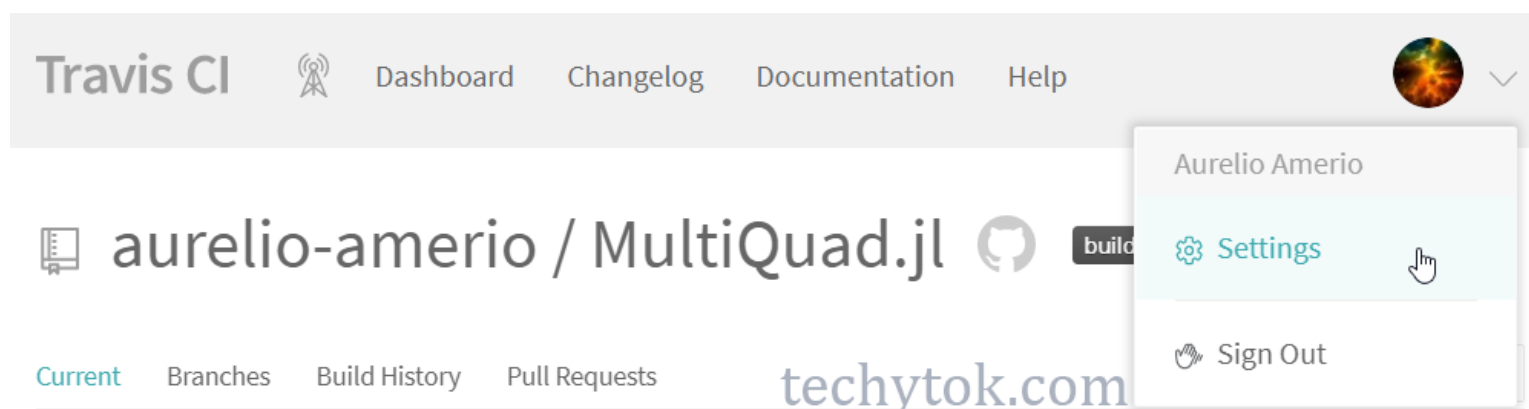 Travis CI Dashboard Changelog Documentation Help
Aurelio Amerio
aurelio-amerio / MultiQuad.jl build
Settings
Sign Out
Current Branches Build History Pull Requests
techytok.com